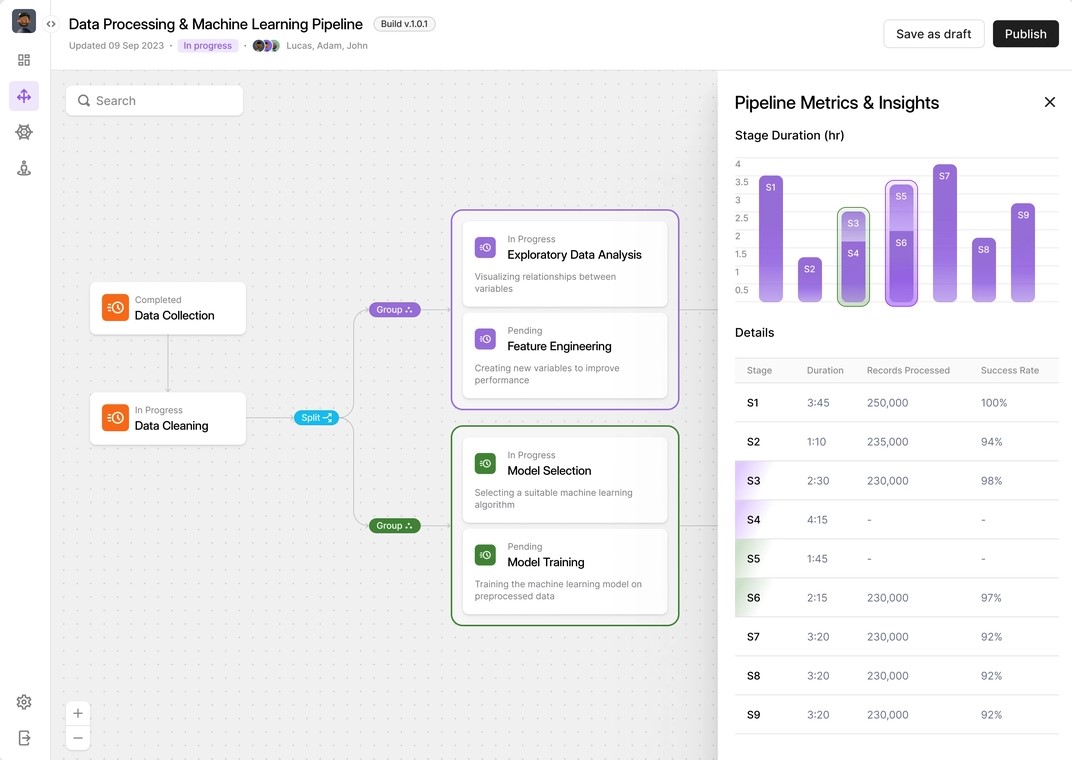 Data Processing & Machine Learning Pipeline
Build v.1.0.1
Updated 09 Sep 2023 • In progress • Lucas, Adam, John
Save as draft
Publish
Search
Completed
Data Collection
In Progress
Data Cleaning
Split
Group
In Progress
Exploratory Data Analysis
Visualizing relationships between
variables
Pending
Feature Engineering
Creating new variables to improve
performance
Group
In Progress
Model Selection
Selecting a suitable machine learning
algorithm
Pending
Model Training
Training the machine learning model on
preprocessed data
Pipeline Metrics & Insights
Stage Duration (hr)
4
3.5
3
2.5
2
1.5
1
0.5
S1
S2
S3
S4
S5
S6
S7
S8
S9
Details
Stage Duration Records Processed Success Rate
S1 3:45 250,000 100%
S2 1:10 235,000 94%
S3 2:30 230,000 98%
S4 4:15 - -
S5 1:45 - -
S6 2:15 230,000 97%
S7 3:20 230,000 92%
S8 3:20 230,000 92%
S9 3:20 230,000 92%